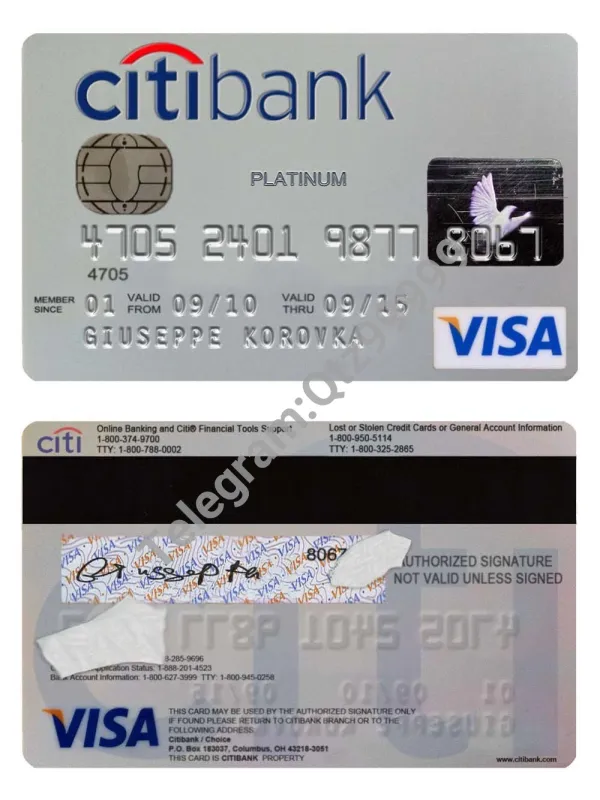 citibank
PLATINUM
4705 2401 9877 8067
4705
MEMBER SINCE 01 VALID FROM 09/10 VALID THRU 09/15
GIUSEPPE KOROVKA
VISA
citi
Online Banking and Citi® Financial Tools Support
1-800-374-9700
TTY: 1-800-788-0002
Lost or Stolen Credit Cards or General Account Information
1-800-950-5114
TTY: 1-800-325-2865
8067
AUTHORIZED SIGNATURE
NOT VALID UNLESS SIGNED
-285-9696
Application Status: 1-888-201-4523
Account Information: 1-800-627-3999 TTY: 1-800-945-0258
VISA
THIS CARD MAY BE USED BY THE AUTHORIZED SIGNATURE ONLY
IF FOUND PLEASE RETURN TO CITIBANK BRANCH OR TO THE
FOLLOWING ADDRESS:
Citibank / Choice
P.O. Box 183037, Columbus, OH 43218-3051
THIS CARD IS CITIBANK PROPERTY
www.citibank.com